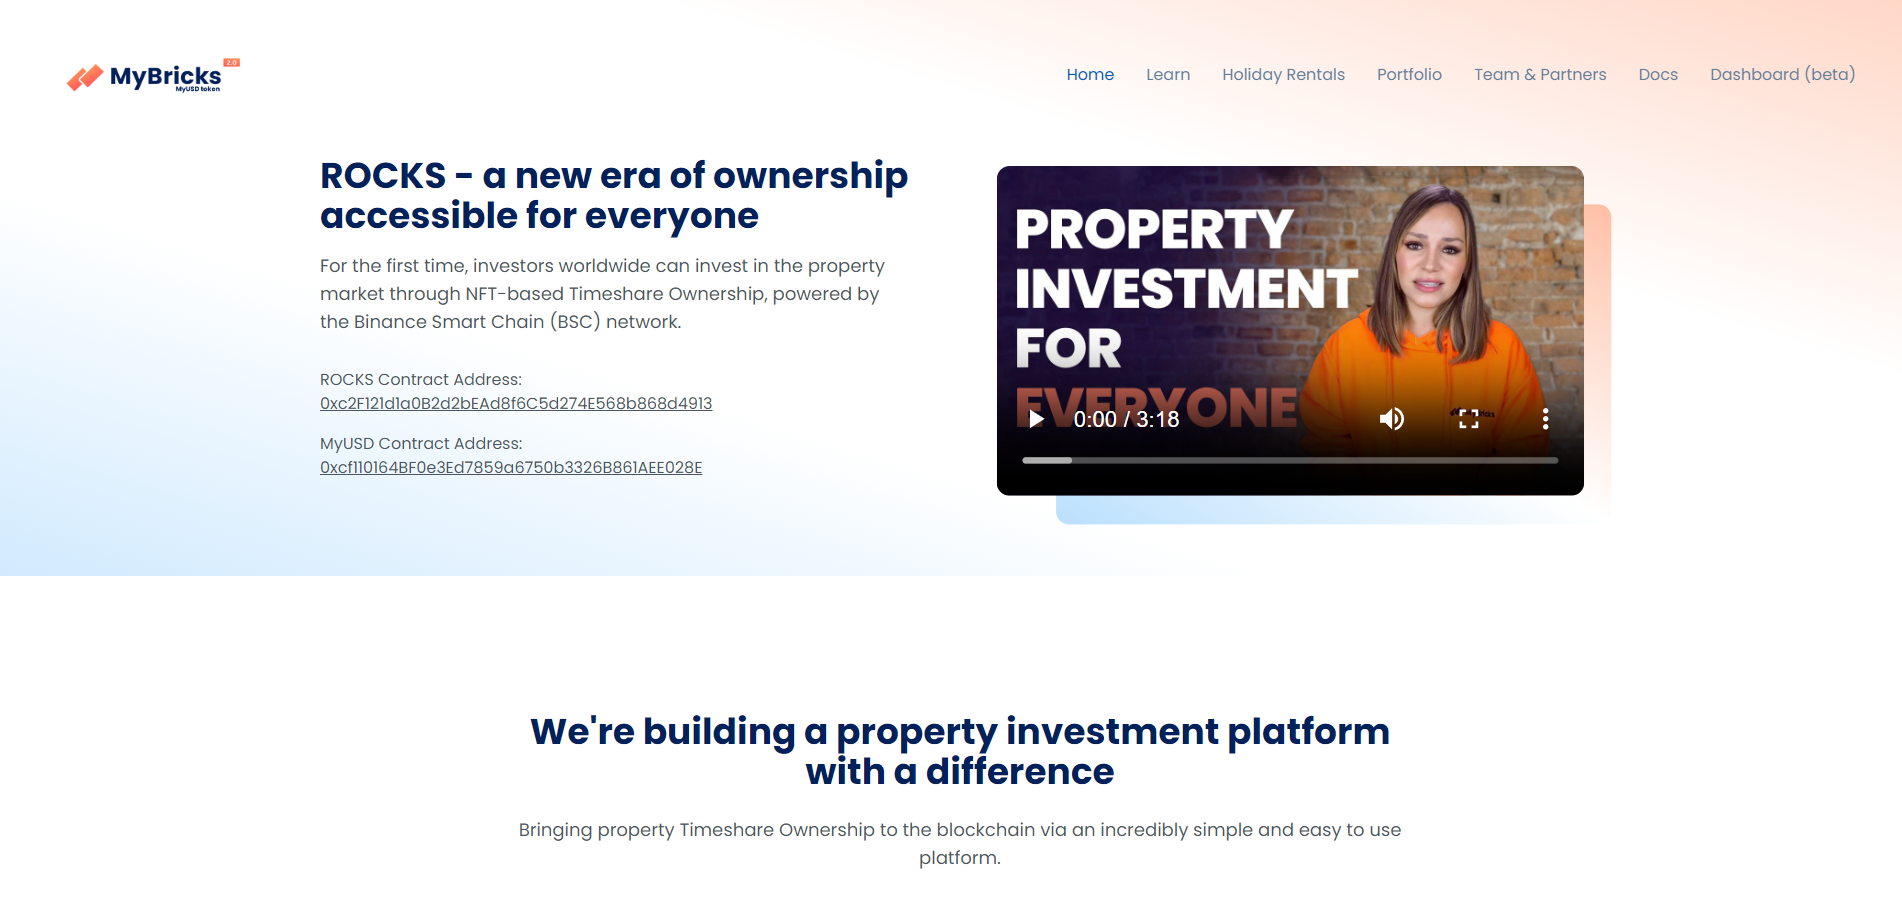 MyBricks
2.0
MyUSD token
Home
Learn
Holiday Rentals
Portfolio
Team & Partners
Docs
Dashboard (beta)
ROCKS - a new era of ownership
accessible for everyone
For the first time, investors worldwide can invest in the property
market through NFT-based Timeshare Ownership, powered by
the Binance Smart Chain (BSC) network.
ROCKS Contract Address:
0xc2F121d1a0B2d2bEAd8f6C5d274E568b868d4913
MyUSD Contract Address:
0xcf110164BF0e3Ed7859a6750b3326B861AEE028E
PROPERTY
INVESTMENT
FOR
EVERYONE
0:00 / 3:18
We're building a property investment platform
with a difference
Bringing property Timeshare Ownership to the blockchain via an incredibly simple and easy to use
platform.